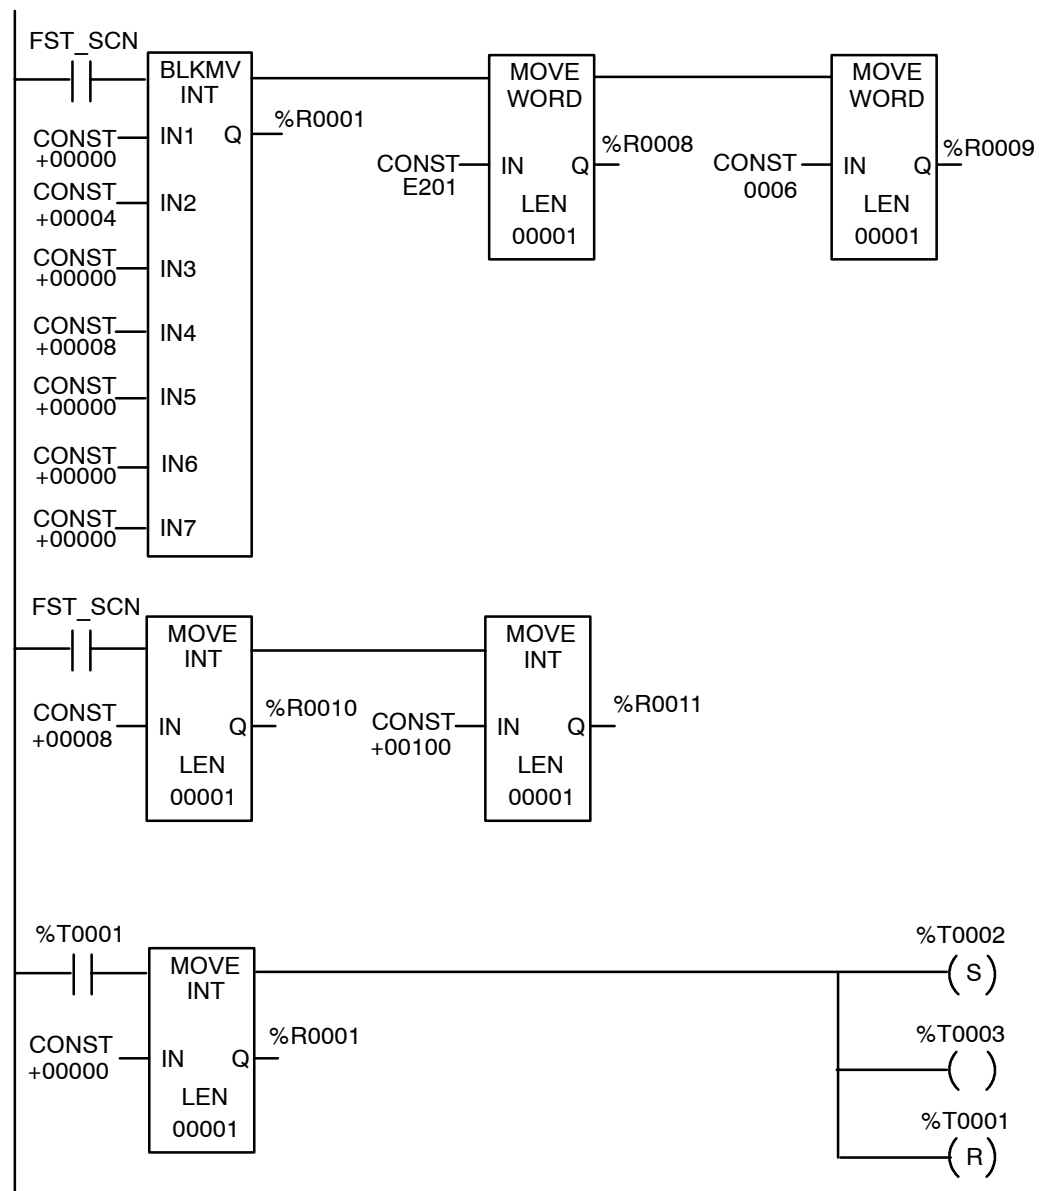 FST_SCN
BLKMV
INT
MOVE
WORD
MOVE
WORD
CONST
+00000
IN1
Q
%R0001
CONST
E201
IN
Q
%R0008
CONST
0006
IN
Q
%R0009
CONST
+00004
IN2
LEN
00001
LEN
00001
CONST
+00000
IN3
CONST
+00008
IN4
CONST
+00000
IN5
CONST
+00000
IN6
CONST
+00000
IN7
FST_SCN
MOVE
INT
MOVE
INT
CONST
+00008
IN
Q
%R0010
CONST
+00100
IN
Q
%R0011
LEN
00001
LEN
00001
%T0001
MOVE
INT
%T0002
S
CONST
+00000
IN
Q
%R0001
%T0003
LEN
00001
%T0001
R